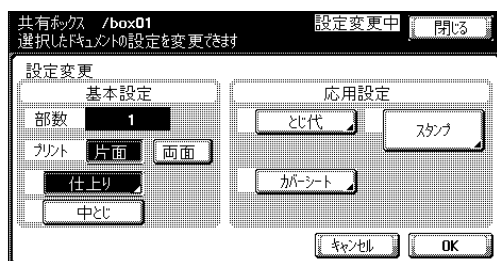 共有ボックス /box01 設定変更中 閉じる
選択したドキュメントの設定を変更できます
設定変更
基本設定 応用設定
部数 1 とじ代 スタンプ
プリント 片面 両面
仕上り カバーシート
中とじ
キャンセル OK